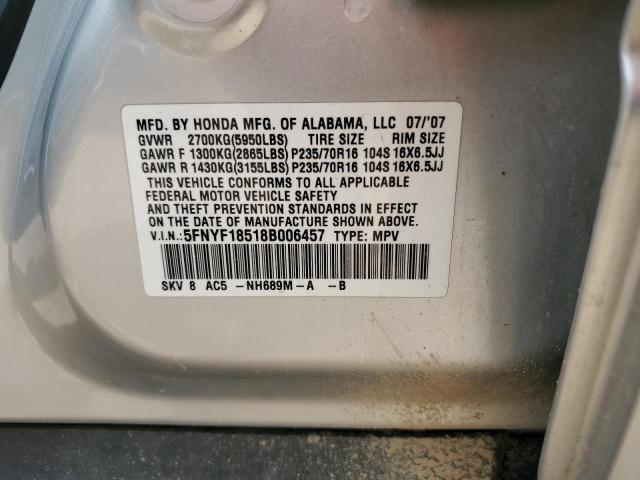 MFD. BY HONDA MFG. OF ALABAMA, LLC 07/'07
GVWR 2700KG(5950LBS) TIRE SIZE RIM SIZE
GAWR F 1300KG(2865LBS) P235/70R16 104S 16X6.5JJ
GAWR R 1430KG(3155LBS) P235/70R16 104S 16X6.5JJ
THIS VEHICLE CONFORMS TO ALL APPLICABLE
FEDERAL MOTOR VEHICLE SAFETY
AND THEFT PREVENTION STANDARDS IN EFFECT
ON THE DATE OF MANUFACTURE SHOWN ABOVE.
V.I.N.: 5FNYF18518B006457 TYPE: MPV
SKV 8 AC5 -NH689M-A -B